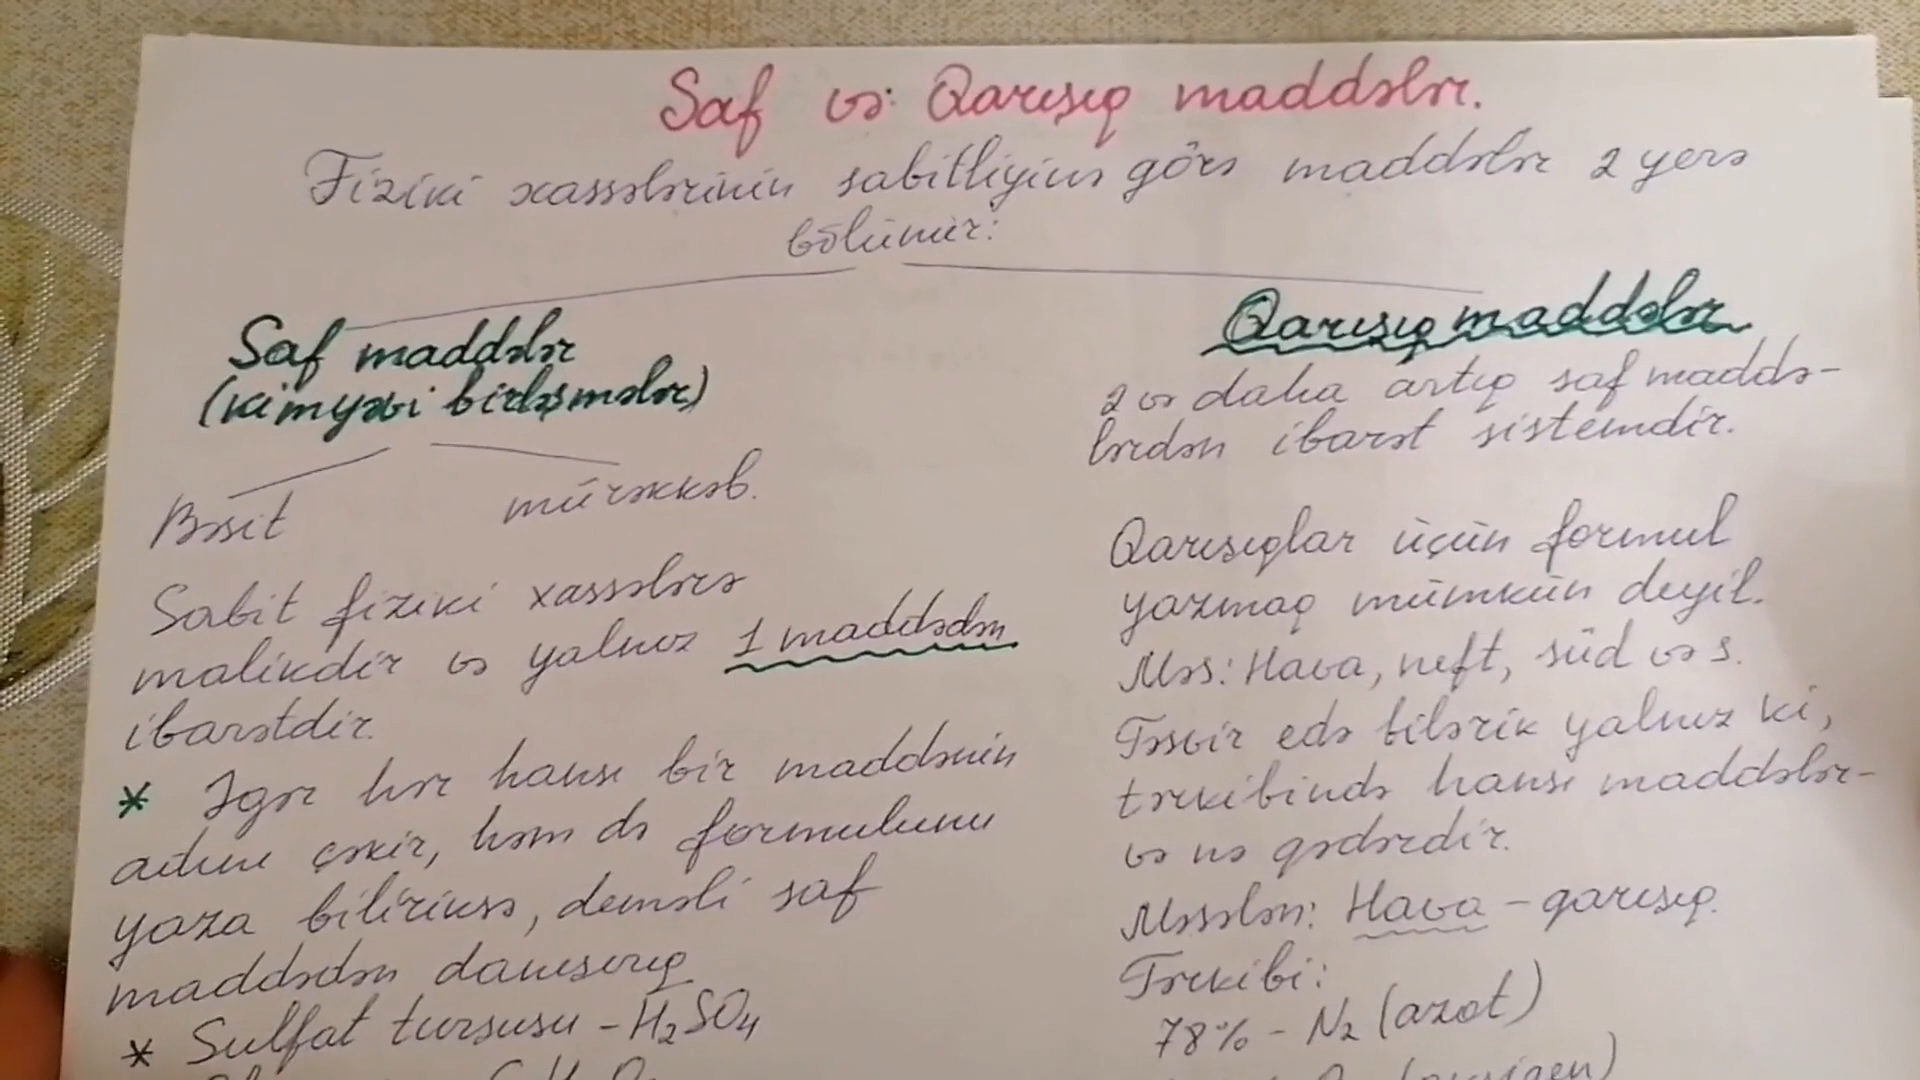 Saf və Qarışıq maddələr.
Fiziki xassələrinin sabitliyinə görə maddələr 2 yerə
bölünür:
Saf maddələr
(kimyəvi birləşmələr)
Bəsit
mürəkkəb.
Sabit fiziki xassələrə
malikdir və yalnız 1 maddədən
ibarətdir.
* Əgər hər hansı bir maddənin
adını çəkir, həm də formulunu
yaza biliriksə, deməli saf
maddədən danışırıq
* Sulfat turşusu - H₂SO₄
Qarışıq maddələr
2 və daha artıq saf maddə-
lərdən ibarət sistemdir.
Qarışıqlar üçün formul
yazmaq mümkün deyil.
Məs: Hava, neft, süd və s.
Təsvir edə bilərik yalnız ki,
tərkibində hansı maddələr-
və nə qədərdir.
Məsələn: Hava - qarışıq.
Tərkibi:
78% - N₂ (azot)